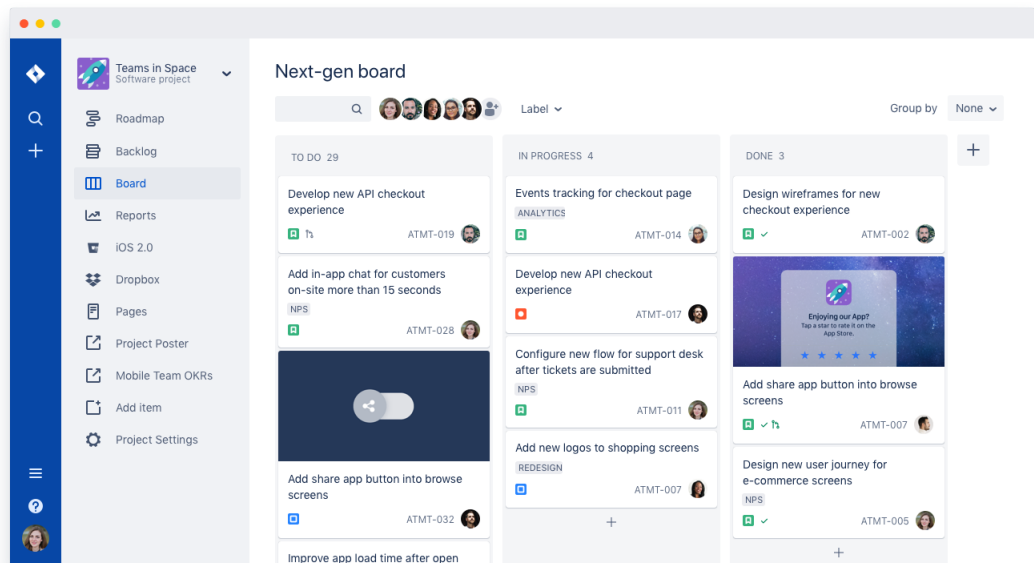 Teams in Space
Software project
Roadmap
Backlog
Board
Reports
iOS 2.0
Dropbox
Pages
Project Poster
Mobile Team OKRs
Add item
Project Settings
Next-gen board
Label
Group by
None
TO DO 29
Develop new API checkout
experience
ATMT-019
Add in-app chat for customers
on-site more than 15 seconds
NPS
ATMT-028
Add share app button into browse
screens
ATMT-032
Improve app load time after open
IN PROGRESS 4
Events tracking for checkout page
ANALYTICS
ATMT-014
Develop new API checkout
experience
ATMT-017
Configure new flow for support desk
after tickets are submitted
NPS
ATMT-011
Add new logos to shopping screens
REDESIGN
ATMT-007
DONE 3
Design wireframes for new
checkout experience
ATMT-002
Enjoying our App?
Tap a star to rate it on the
App Store.
Add share app button into browse
screens
ATMT-007
Design new user journey for
e-commerce screens
NPS
ATMT-005